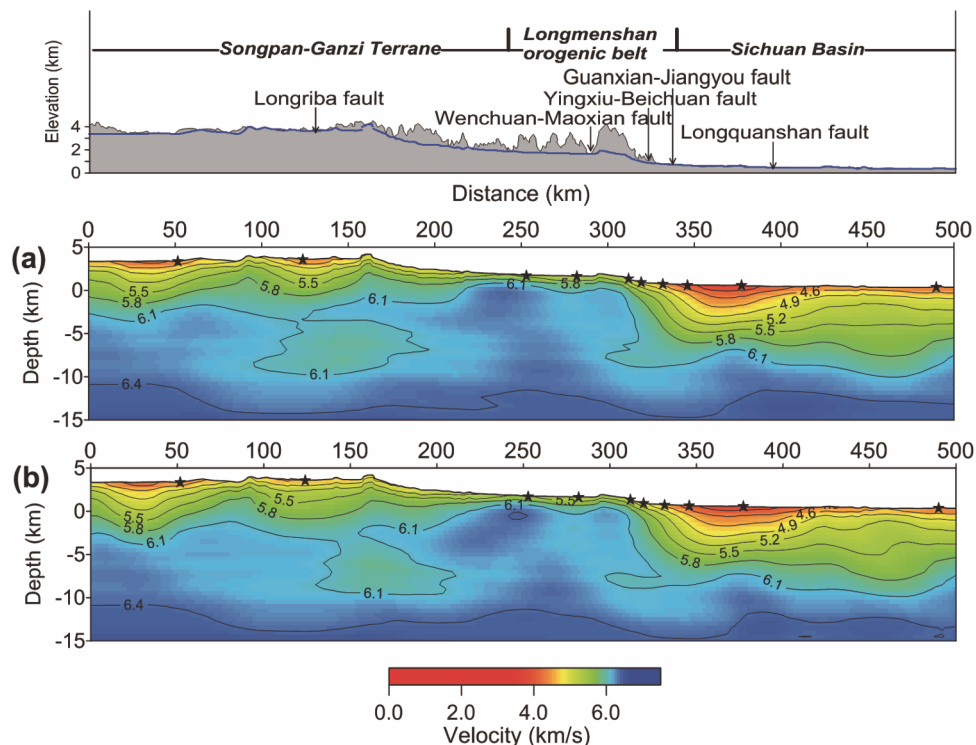 Songpan-Ganzi Terrane
Longmenshan
orogenic belt
Sichuan Basin
Guanxian-Jiangyou fault
Longriba fault
Yingxiu-Beichuan fault
Wenchuan-Maoxian fault
Longquanshan fault
Elevation (km)
4
2
0
Distance (km)
0 50 100 150 200 250 300 350 400 450 500
(a)
Depth (km)
5
0
-5
-10
-15
5.5 5.8 5.5 6.1 6.1 5.8 4.6
5.8 4.9
6.1 5.2
5.5
5.8
6.1 6.1
6.4
0 50 100 150 200 250 300 350 400 450 500
(b)
Depth (km)
5
0
-5
-10
-15
5.5 5.5 6.1 5.5 4.6
5.5 5.8 4.9
5.8 6.1 5.2
6.1 5.5
5.8
6.1 6.1
6.4
0.0 2.0 4.0 6.0
Velocity (km/s)